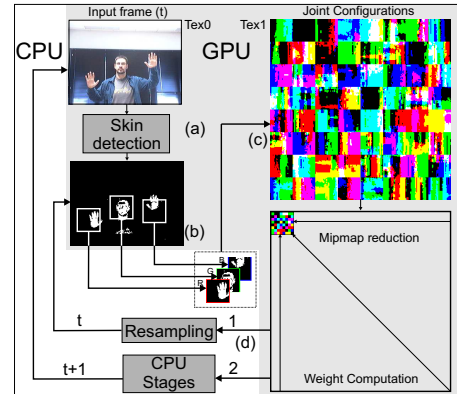 Input frame (t)
Joint Configurations
Tex0
Tex1
CPU
GPU
Skin
detection
(a)
(c)
(b)
Mipmap reduction
B
G
R
t
Resampling
1
(d)
t+1
CPU
Stages
2
Weight Computation